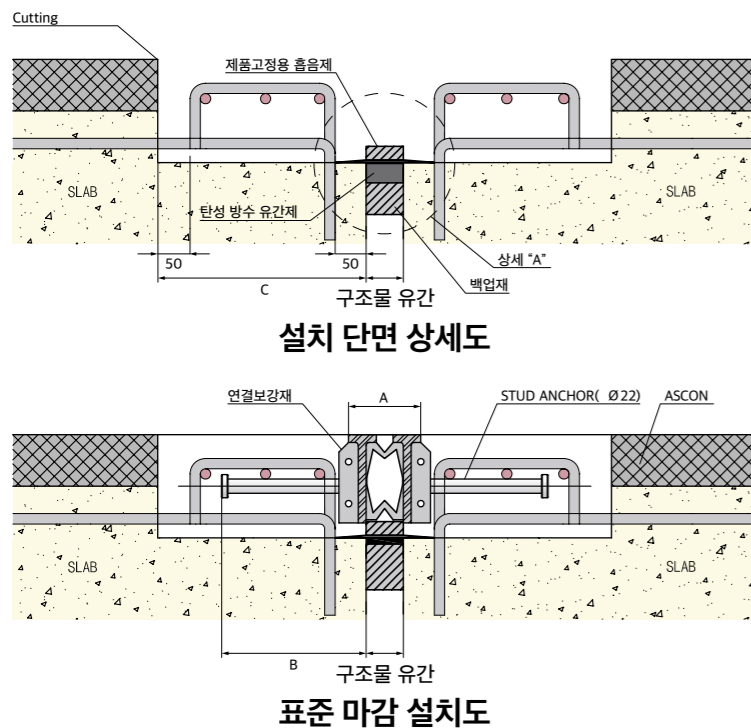 Cutting
제품고정용 흡음제
SLAB
SLAB
탄성 방수 유간제
50
50
상세 “A”
C
백업재
구조물 유간
설치 단면 상세도
연결보강재
A
STUD ANCHOR( Ø22)
ASCON
SLAB
SLAB
B
구조물 유간
표준 마감 설치도